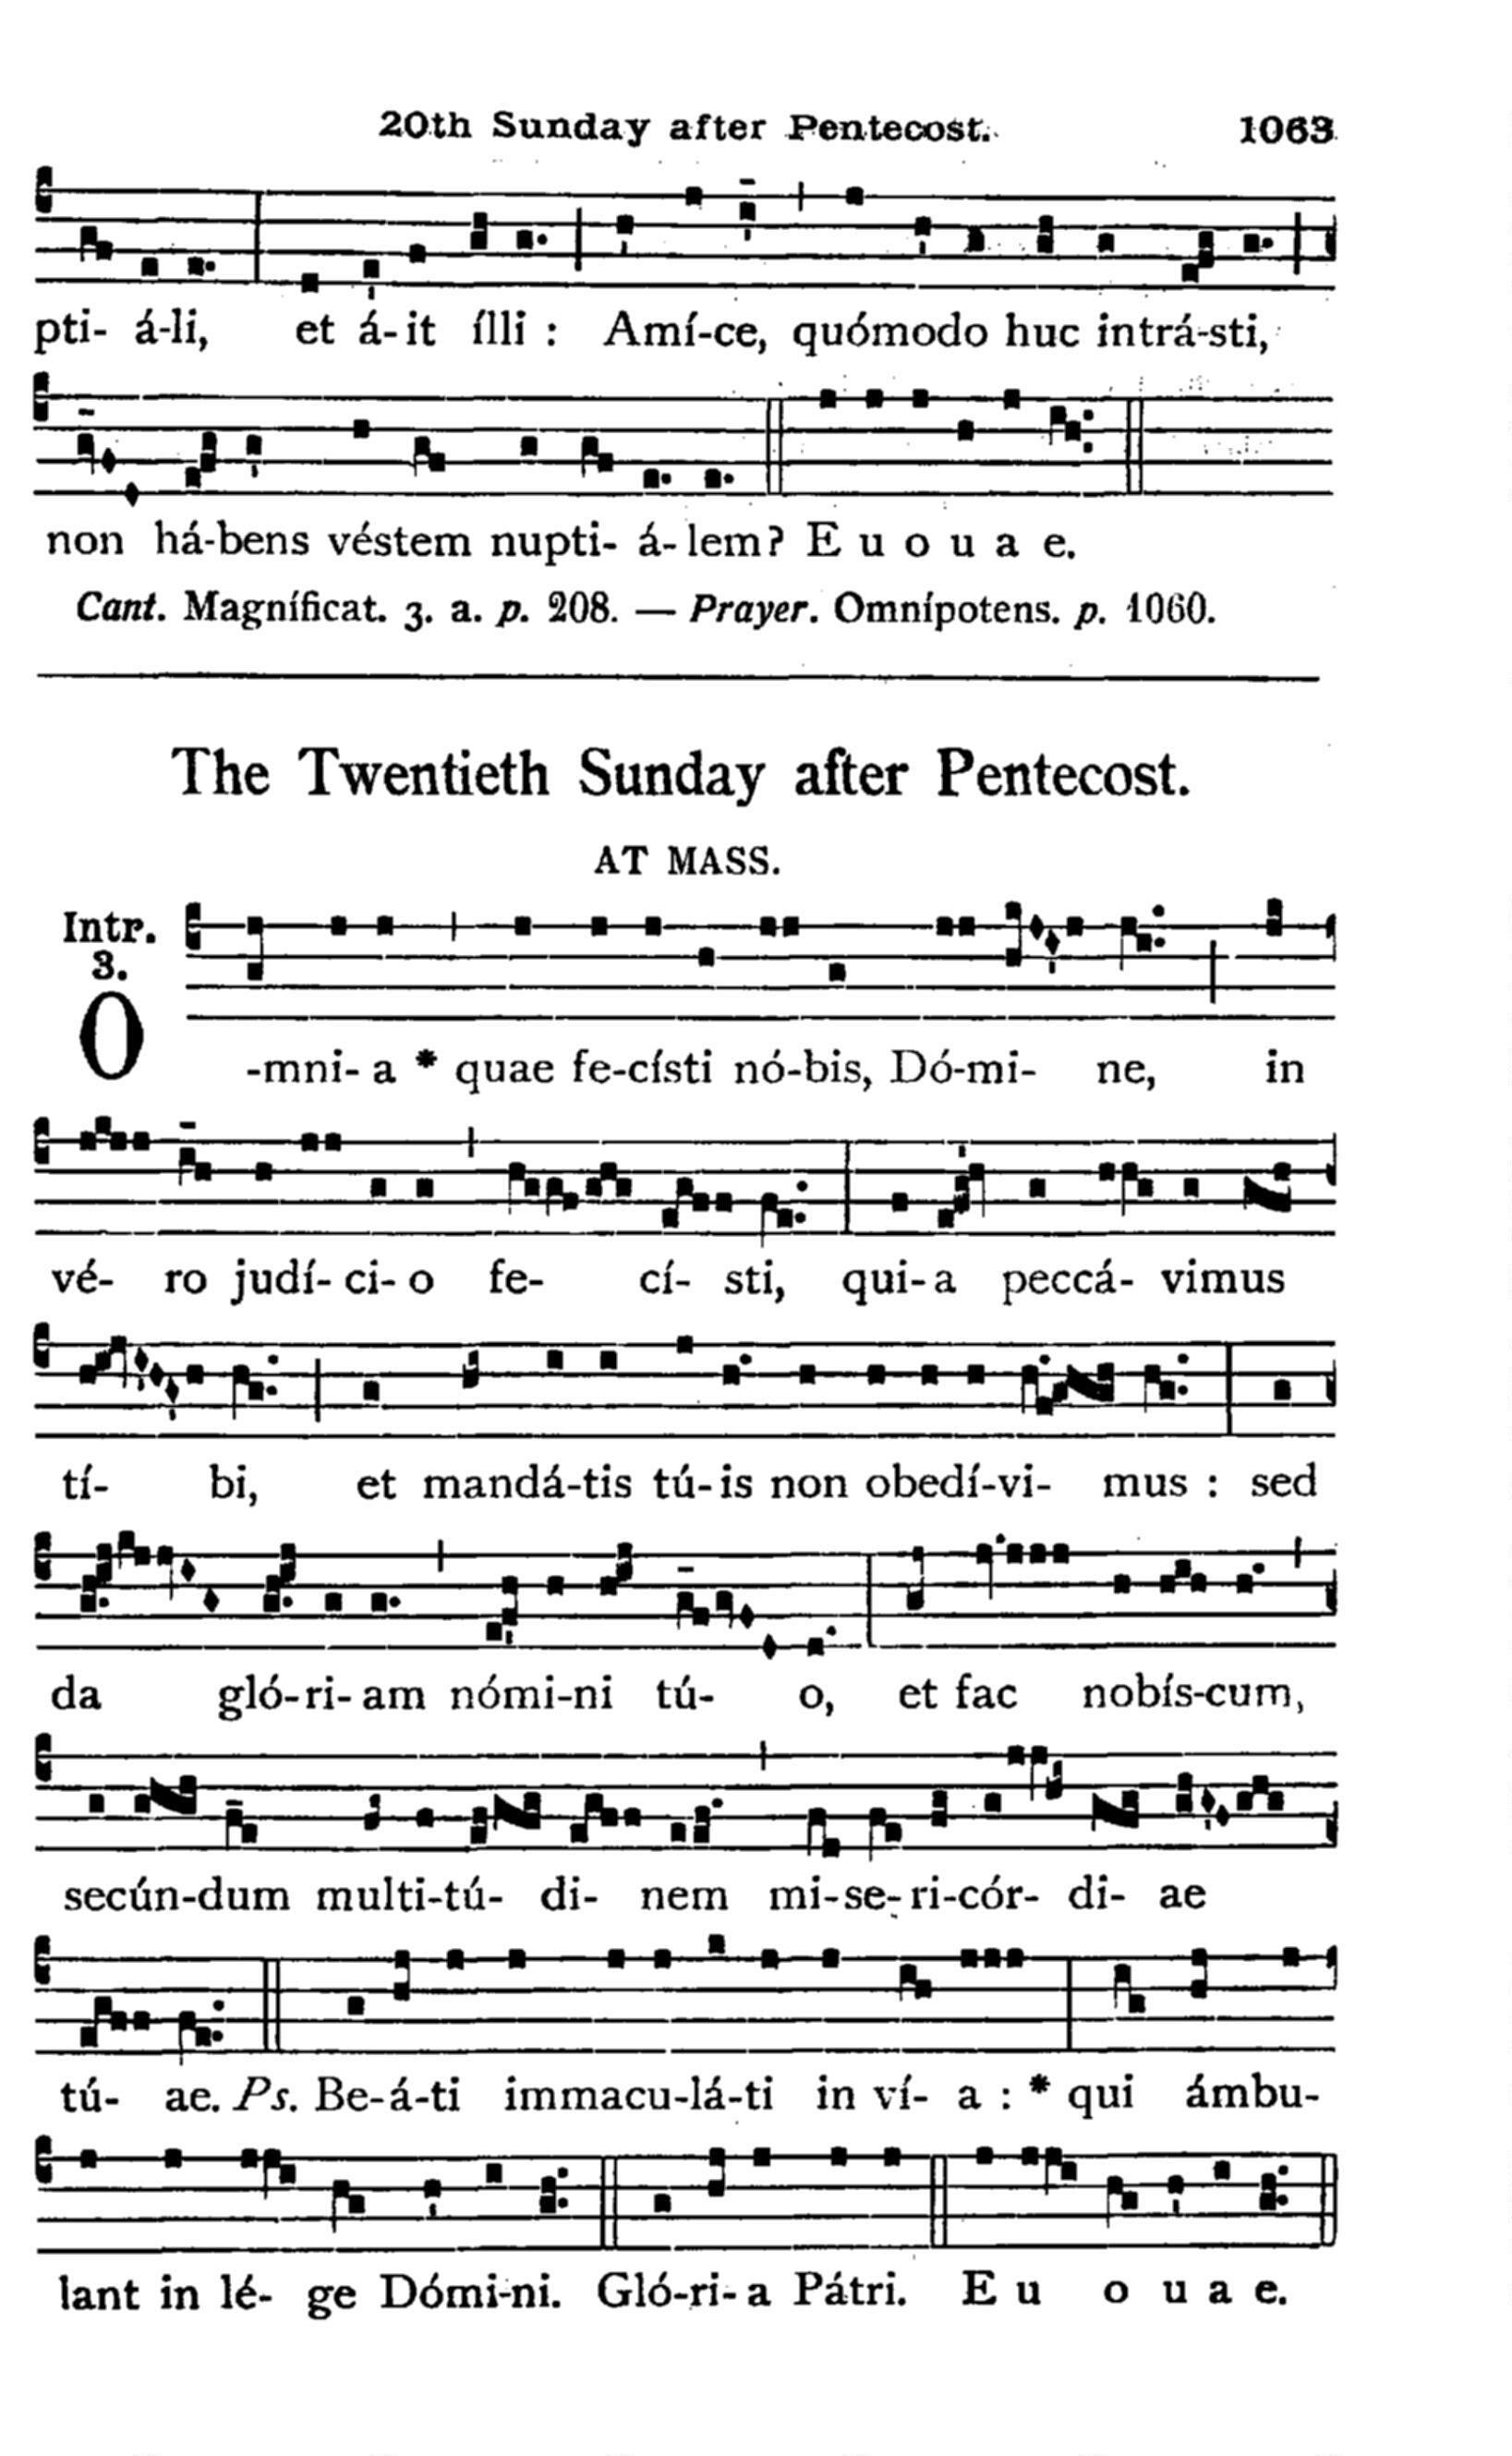 20th Sunday after Pentecost. 1063
pti- á-li, et á-it ílli : Amí-ce, quómodo huc intrá-sti,
non há-bens véstem nupti- á-lem? E u o u a e.
Cant. Magníficat. 3. a. p. 208. — Prayer. Omnípotens. p. 1060.
The Twentieth Sunday after Pentecost.
AT MASS.
Intr.
3.
O -mni- a * quae fe-císti nó-bis, Dó-mi- ne, in
vé- ro judí- ci- o fe- cí- sti, qui- a peccá- vimus
tí- bi, et mandá-tis tú- is non obedí-vi- mus : sed
da gló- ri- am nómi-ni tú- o, et fac nobís-cum,
secún-dum multi-tú- di- nem mi-se- ri-cór- di- ae
tú- ae. Ps. Be-á-ti immacu-lá-ti in ví- a : * qui ámbu-
lant in lé- ge Dómi-ni. Gló-ri- a Pátri. E u o u a e.